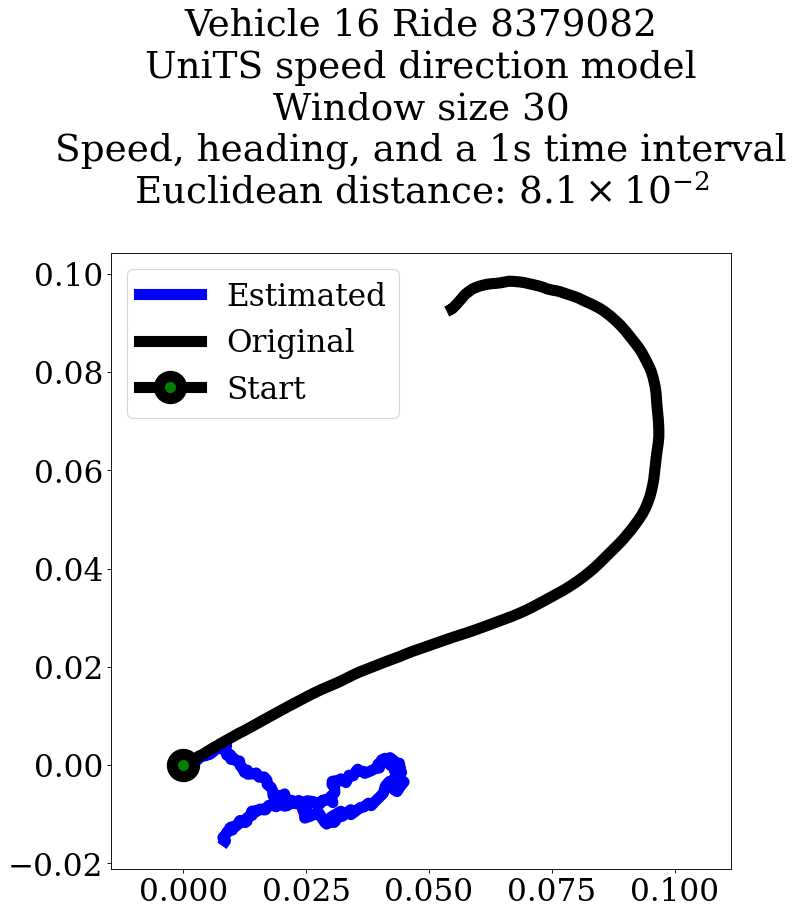 Vehicle 16 Ride 8379082
UniTS speed direction model
Window size 30
Speed, heading, and a 1s time interval
Euclidean distance: 8.1 × 10⁻²
Estimated
Original
Start
0.10
0.08
0.06
0.04
0.02
0.00
−0.02
0.000 0.025 0.050 0.075 0.100